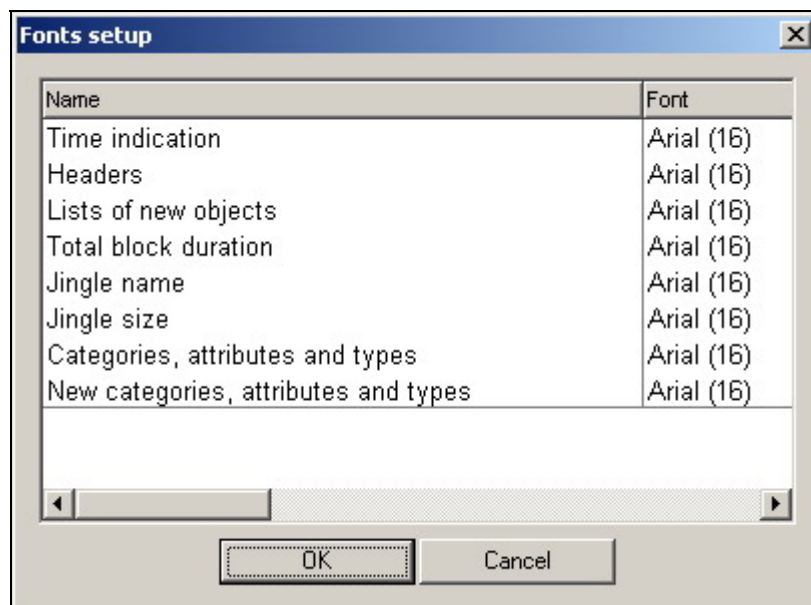 Fonts setup
Name Font
Time indication Arial (16)
Headers Arial (16)
Lists of new objects Arial (16)
Total block duration Arial (16)
Jingle name Arial (16)
Jingle size Arial (16)
Categories, attributes and types Arial (16)
New categories, attributes and types Arial (16)
OK Cancel